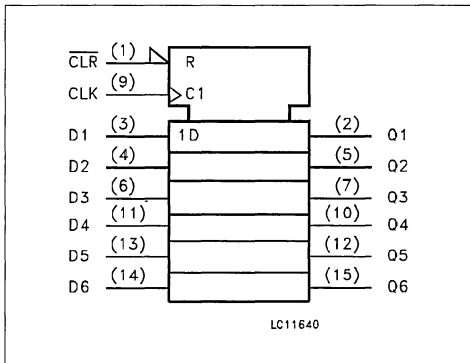 CLR (1) R
CLK (9) C1
D1 (3) 1D (2) Q1
D2 (4) (5) Q2
D3 (6) (7) Q3
D4 (11) (10) Q4
D5 (13) (12) Q5
D6 (14) (15) Q6
LC11640